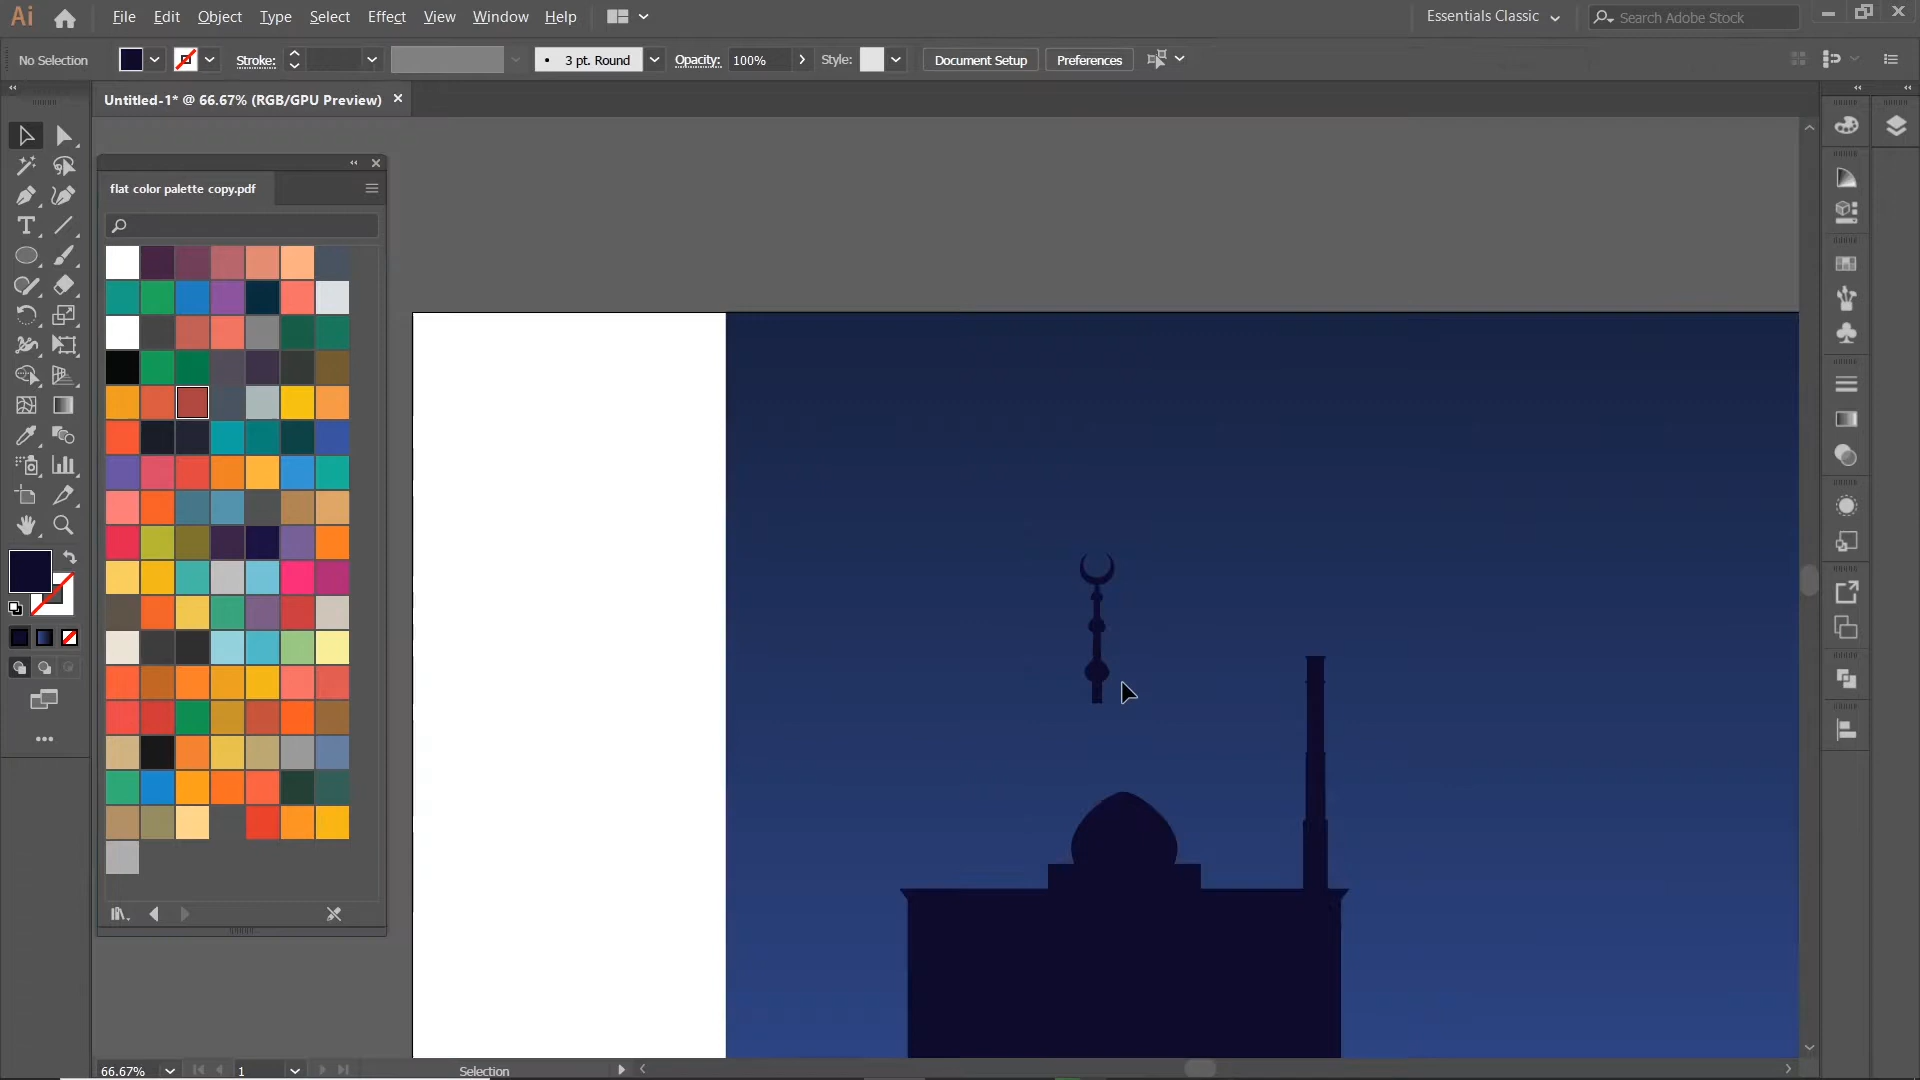 Ai File Edit Object Type Select Effect View Window Help Essentials Classic Search Adobe Stock
No Selection Stroke: 3 pt. Round Opacity: 100% Style: Document Setup Preferences
Untitled-1* @ 66.67% (RGB/GPU Preview)
flat color palette copy.pdf
66.67% 1 Selection